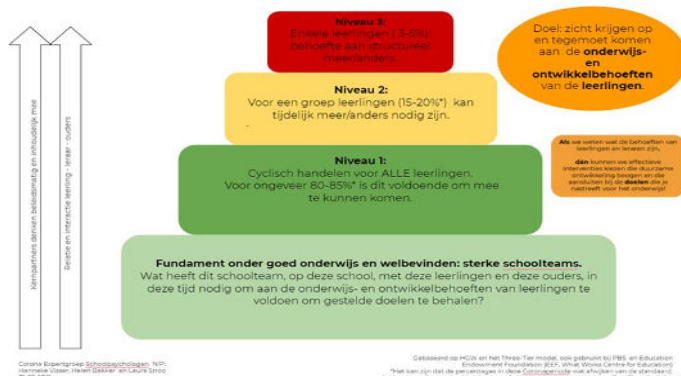 Niveau 3:
Enkele leerlingen ( 3-5%):
behoefte aan structureel
meer/anders.
Niveau 2:
Voor een groep leerlingen (15-20%*) kan
tijdelijk meer/anders nodig zijn.
Niveau 1:
Cyclisch handelen voor ALLE leerlingen.
Voor ongeveer 80-85%* is dit voldoende om mee
te kunnen komen.
Fundament onder goed onderwijs en welbevinden: sterke schoolteams.
Wat heeft dit schoolteam, op deze school, met deze leerlingen en deze ouders, in
deze tijd nodig om aan de onderwijs- en ontwikkelbehoeften van leerlingen te
voldoen om gestelde doelen te behalen?
Doel: zicht krijgen op
en tegemoet komen
aan de onderwijs-
en
ontwikkelbehoeften
van de leerlingen.
Als we weten wat de behoeften van
leerlingen en leraren zijn,
dán kunnen we effectieve
interventies kiezen die duurzame
ontwikkeling beogen en die
aansluiten bij de doelen die je
nastreeft voor het onderwijs!
Kernpartners denken beleidsmatig en inhoudelijk mee
Relatie en interactie leerling - leraar - ouders
Corona Expertgroep Schoolpsychologen NIP:
Hanneke Visser, Helen Bakker en Laura Stroo
Gebaseerd op HGW en het Three-Tier model, ook gebruikt bij PBS en Education
Endowment Foundation (EEF, What Works Centre for Education)
*Het kan zijn dat de percentages in deze Coronaperiode wat afwijken van de standaard.